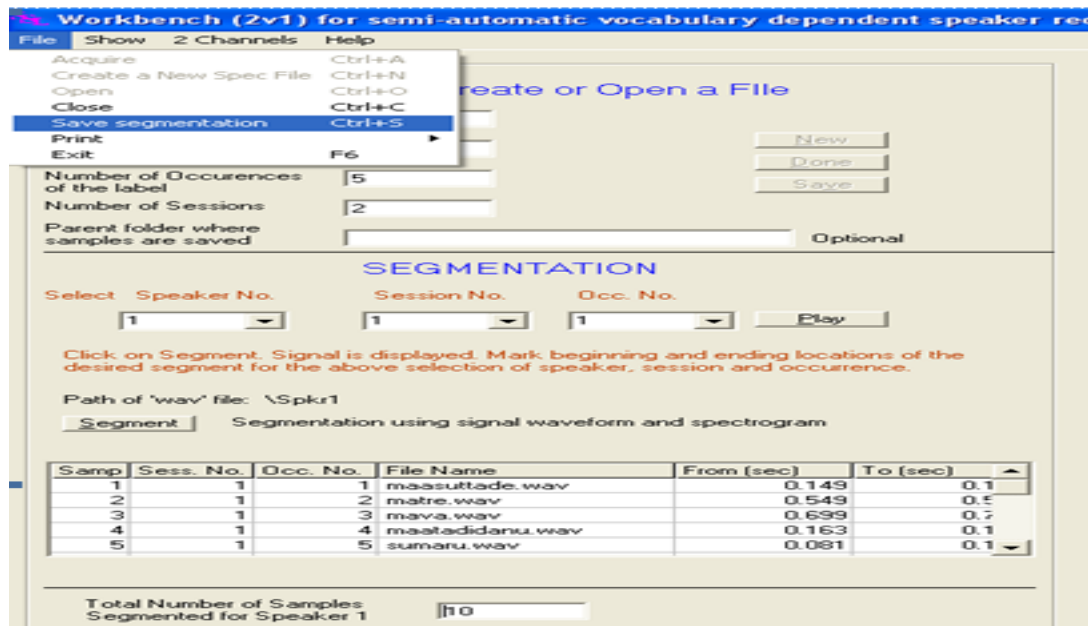 Workbench (2v1) for semi-automatic vocabulary dependent speaker
File Show 2 Channels Help
Acquire Ctrl+A
Create a New Spec File Ctrl+N
Open Ctrl+O
Close Ctrl+C
Save segmentation Ctrl+S
Print
Exit F6
reate or Open a FIle
New
Done
Number of Occurences
of the label
5
Save
Number of Sessions
2
Parent folder where
samples are saved
Optional
SEGMENTATION
Select Speaker No. Session No. Occ. No.
1 1 1 Play
Click on Segment. Signal is displayed. Mark beginning and ending locations of the
desired segment for the above selection of speaker, session and occurrence.
Path of 'wav' file: \Spkr1
Segment Segmentation using signal waveform and spectrogram
Samp Sess. No. Occ. No. File Name From (sec) To (sec)
1 1 1 maasuttade.wav 0.149 0.1
2 1 2 matre.wav 0.549
3 1 3 mava.wav 0.699
4 1 4 maatadidanu.wav 0.163 0.1
5 1 5 sumaru.wav 0.081 0.1
Total Number of Samples
Segmented for Speaker 1
10